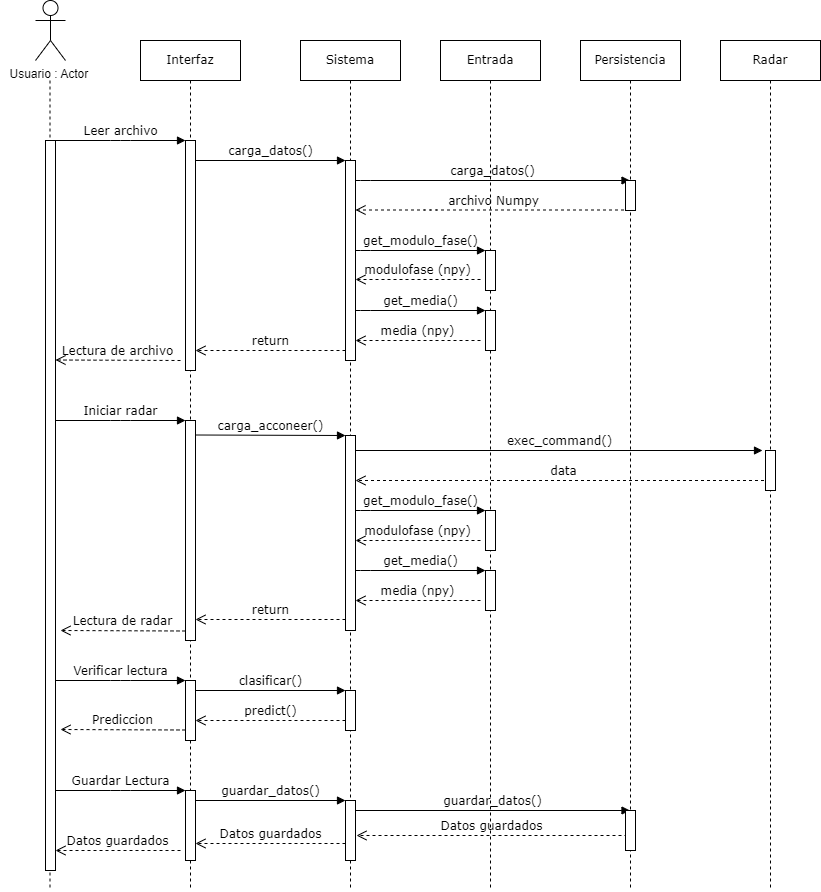 Usuario : Actor
Interfaz
Sistema
Entrada
Persistencia
Radar
Leer archivo
carga_datos()
carga_datos()
archivo Numpy
get_modulo_fase()
modulofase (npy)
get_media()
media (npy)
return
Lectura de archivo
Iniciar radar
carga_acconeer()
exec_command()
data
get_modulo_fase()
modulofase (npy)
get_media()
media (npy)
return
Lectura de radar
Verificar lectura
clasificar()
predict()
Prediccion
Guardar Lectura
guardar_datos()
guardar_datos()
Datos guardados
Datos guardados
Datos guardados